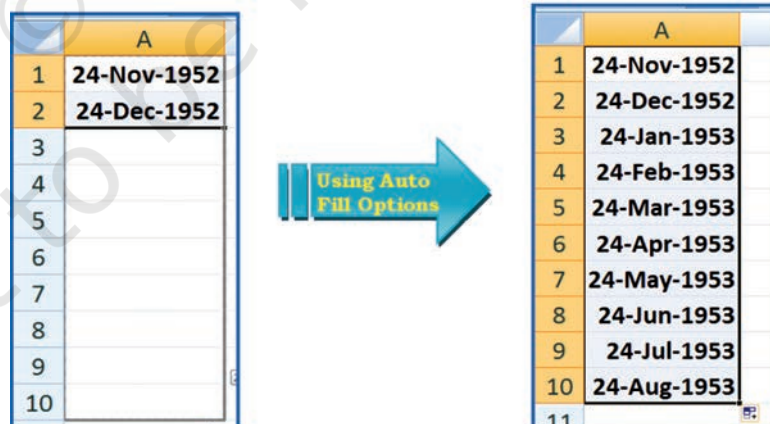 A
1 24-Nov-1952
2 24-Dec-1952
3
4
5
6
7
8
9
10
Using Auto
Fill Options
A
1 24-Nov-1952
2 24-Dec-1952
3 24-Jan-1953
4 24-Feb-1953
5 24-Mar-1953
6 24-Apr-1953
7 24-May-1953
8 24-Jun-1953
9 24-Jul-1953
10 24-Aug-1953
11
©
to be